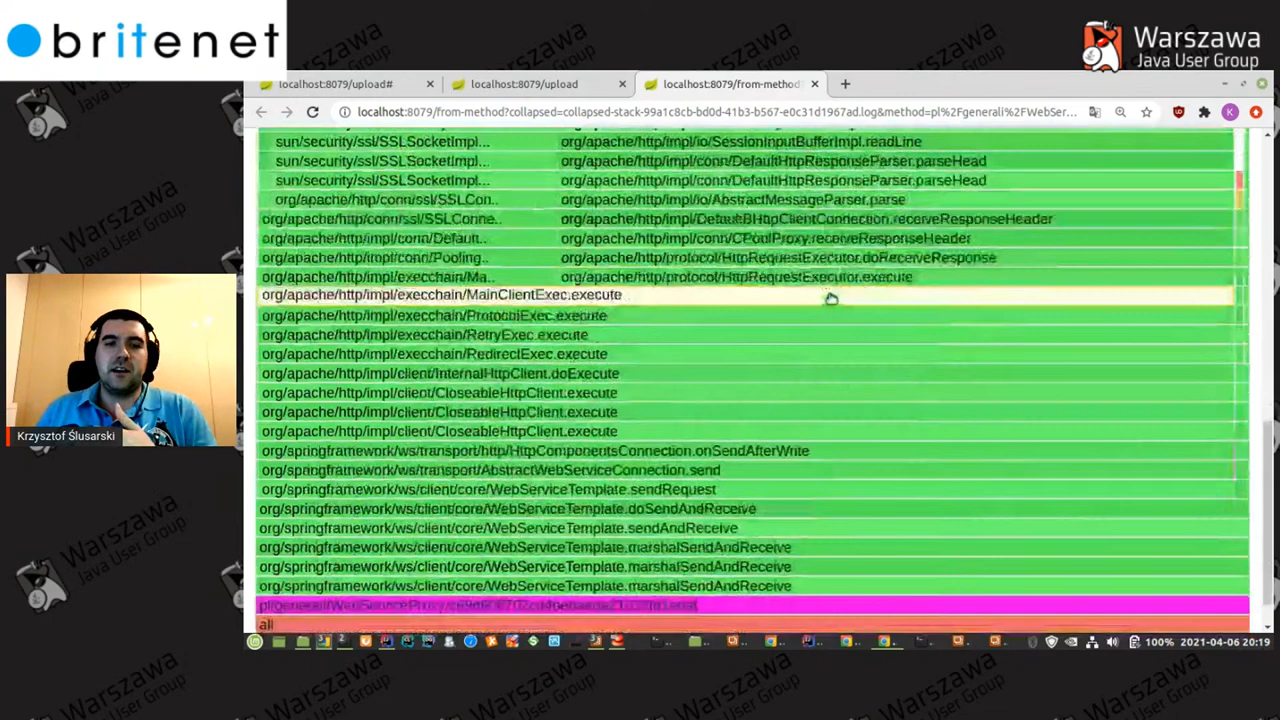 britenet
Warszawa
Java User Group
localhost:8079/upload#
localhost:8079/upload
localhost:8079/from-method
localhost:8079/from-method?collapsed=collapsed-stack-99a1c8cb-bd0d-41b3-b567-e0c31d1967ad.log&method=pl%2Fgenerali%2FWebSer...
K
org/apache/http/impl/io/SessionInputBufferImpl.readLine
sun/security/ssl/SSLSocketImpl...
org/apache/http/impl/conn/DefaultHttpResponseParser.parseHead
sun/security/ssl/SSLSocketImpl...
org/apache/http/impl/conn/DefaultHttpResponseParser.parseHead
sun/security/ssl/SSLSocketImpl...
org/apache/http/impl/io/AbstractMessageParser.parse
org/apache/http/conn/ssl/SSLCon..
org/apache/http/impl/DefaultBHttpClientConnection.receiveResponseHeader
org/apache/http/conn/ssl/SSLConne..
org/apache/http/impl/conn/CPoolProxy.receiveResponseHeader
org/apache/http/impl/conn/Defaul..
org/apache/http/protocol/HttpRequestExecutor.doReceiveResponse
org/apache/http/impl/conn/Pooling..
org/apache/http/protocol/HttpRequestExecutor.execute
org/apache/http/impl/execchain/Ma..
org/apache/http/impl/execchain/MainClientExec.execute
org/apache/http/impl/execchain/ProtocolExec.execute
org/apache/http/impl/execchain/RetryExec.execute
org/apache/http/impl/execchain/RedirectExec.execute
org/apache/http/impl/client/InternalHttpClient.doExecute
org/apache/http/impl/client/CloseableHttpClient.execute
org/apache/http/impl/client/CloseableHttpClient.execute
org/apache/http/impl/client/CloseableHttpClient.execute
org/springframework/ws/transport/http/HttpComponentsConnection.onSendAfterWrite
org/springframework/ws/transport/AbstractWebServiceConnection.send
org/springframework/ws/client/core/WebServiceTemplate.sendRequest
org/springframework/ws/client/core/WebServiceTemplate.doSendAndReceive
org/springframework/ws/client/core/WebServiceTemplate.sendAndReceive
org/springframework/ws/client/core/WebServiceTemplate.marshalSendAndReceive
org/springframework/ws/client/core/WebServiceTemplate.marshalSendAndReceive
org/springframework/ws/client/core/WebServiceTemplate.marshalSendAndReceive
all
100%
2021-04-06 20:19
Krzysztof Ślusarski